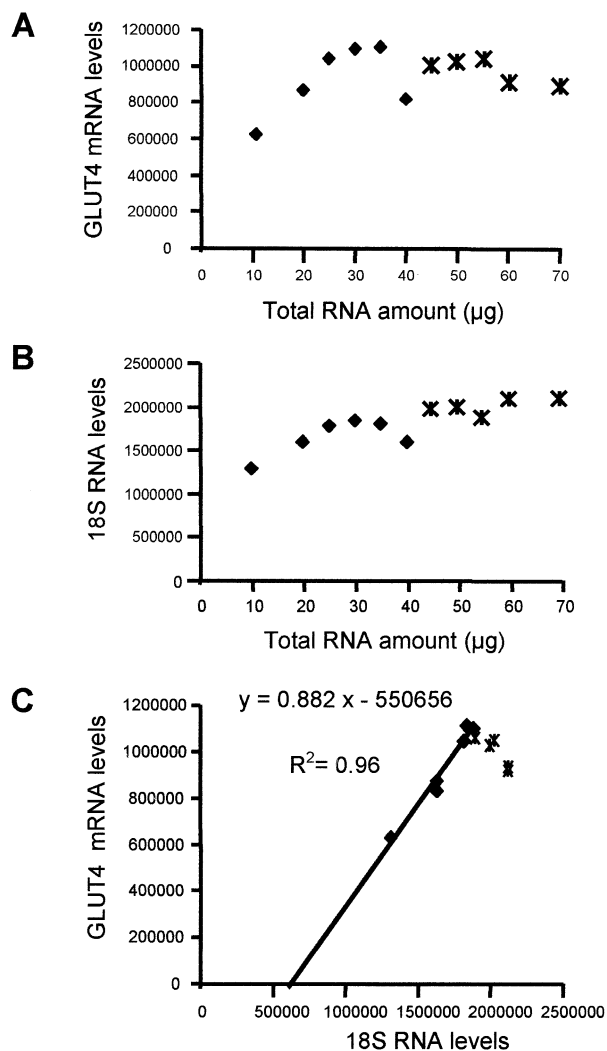 A
GLUT4 mRNA levels
1200000
1000000
800000
600000
400000
200000
0
0 10 20 30 40 50 60 70
Total RNA amount (µg)
B
18S RNA levels
2500000
2000000
1500000
1000000
500000
0
0 10 20 30 40 50 60 70
Total RNA amount (µg)
C
y = 0.882 x - 550656
R²= 0.96
GLUT4 mRNA levels
1200000
1000000
800000
600000
400000
200000
0
0 500000 1000000 1500000 2000000 2500000
18S RNA levels